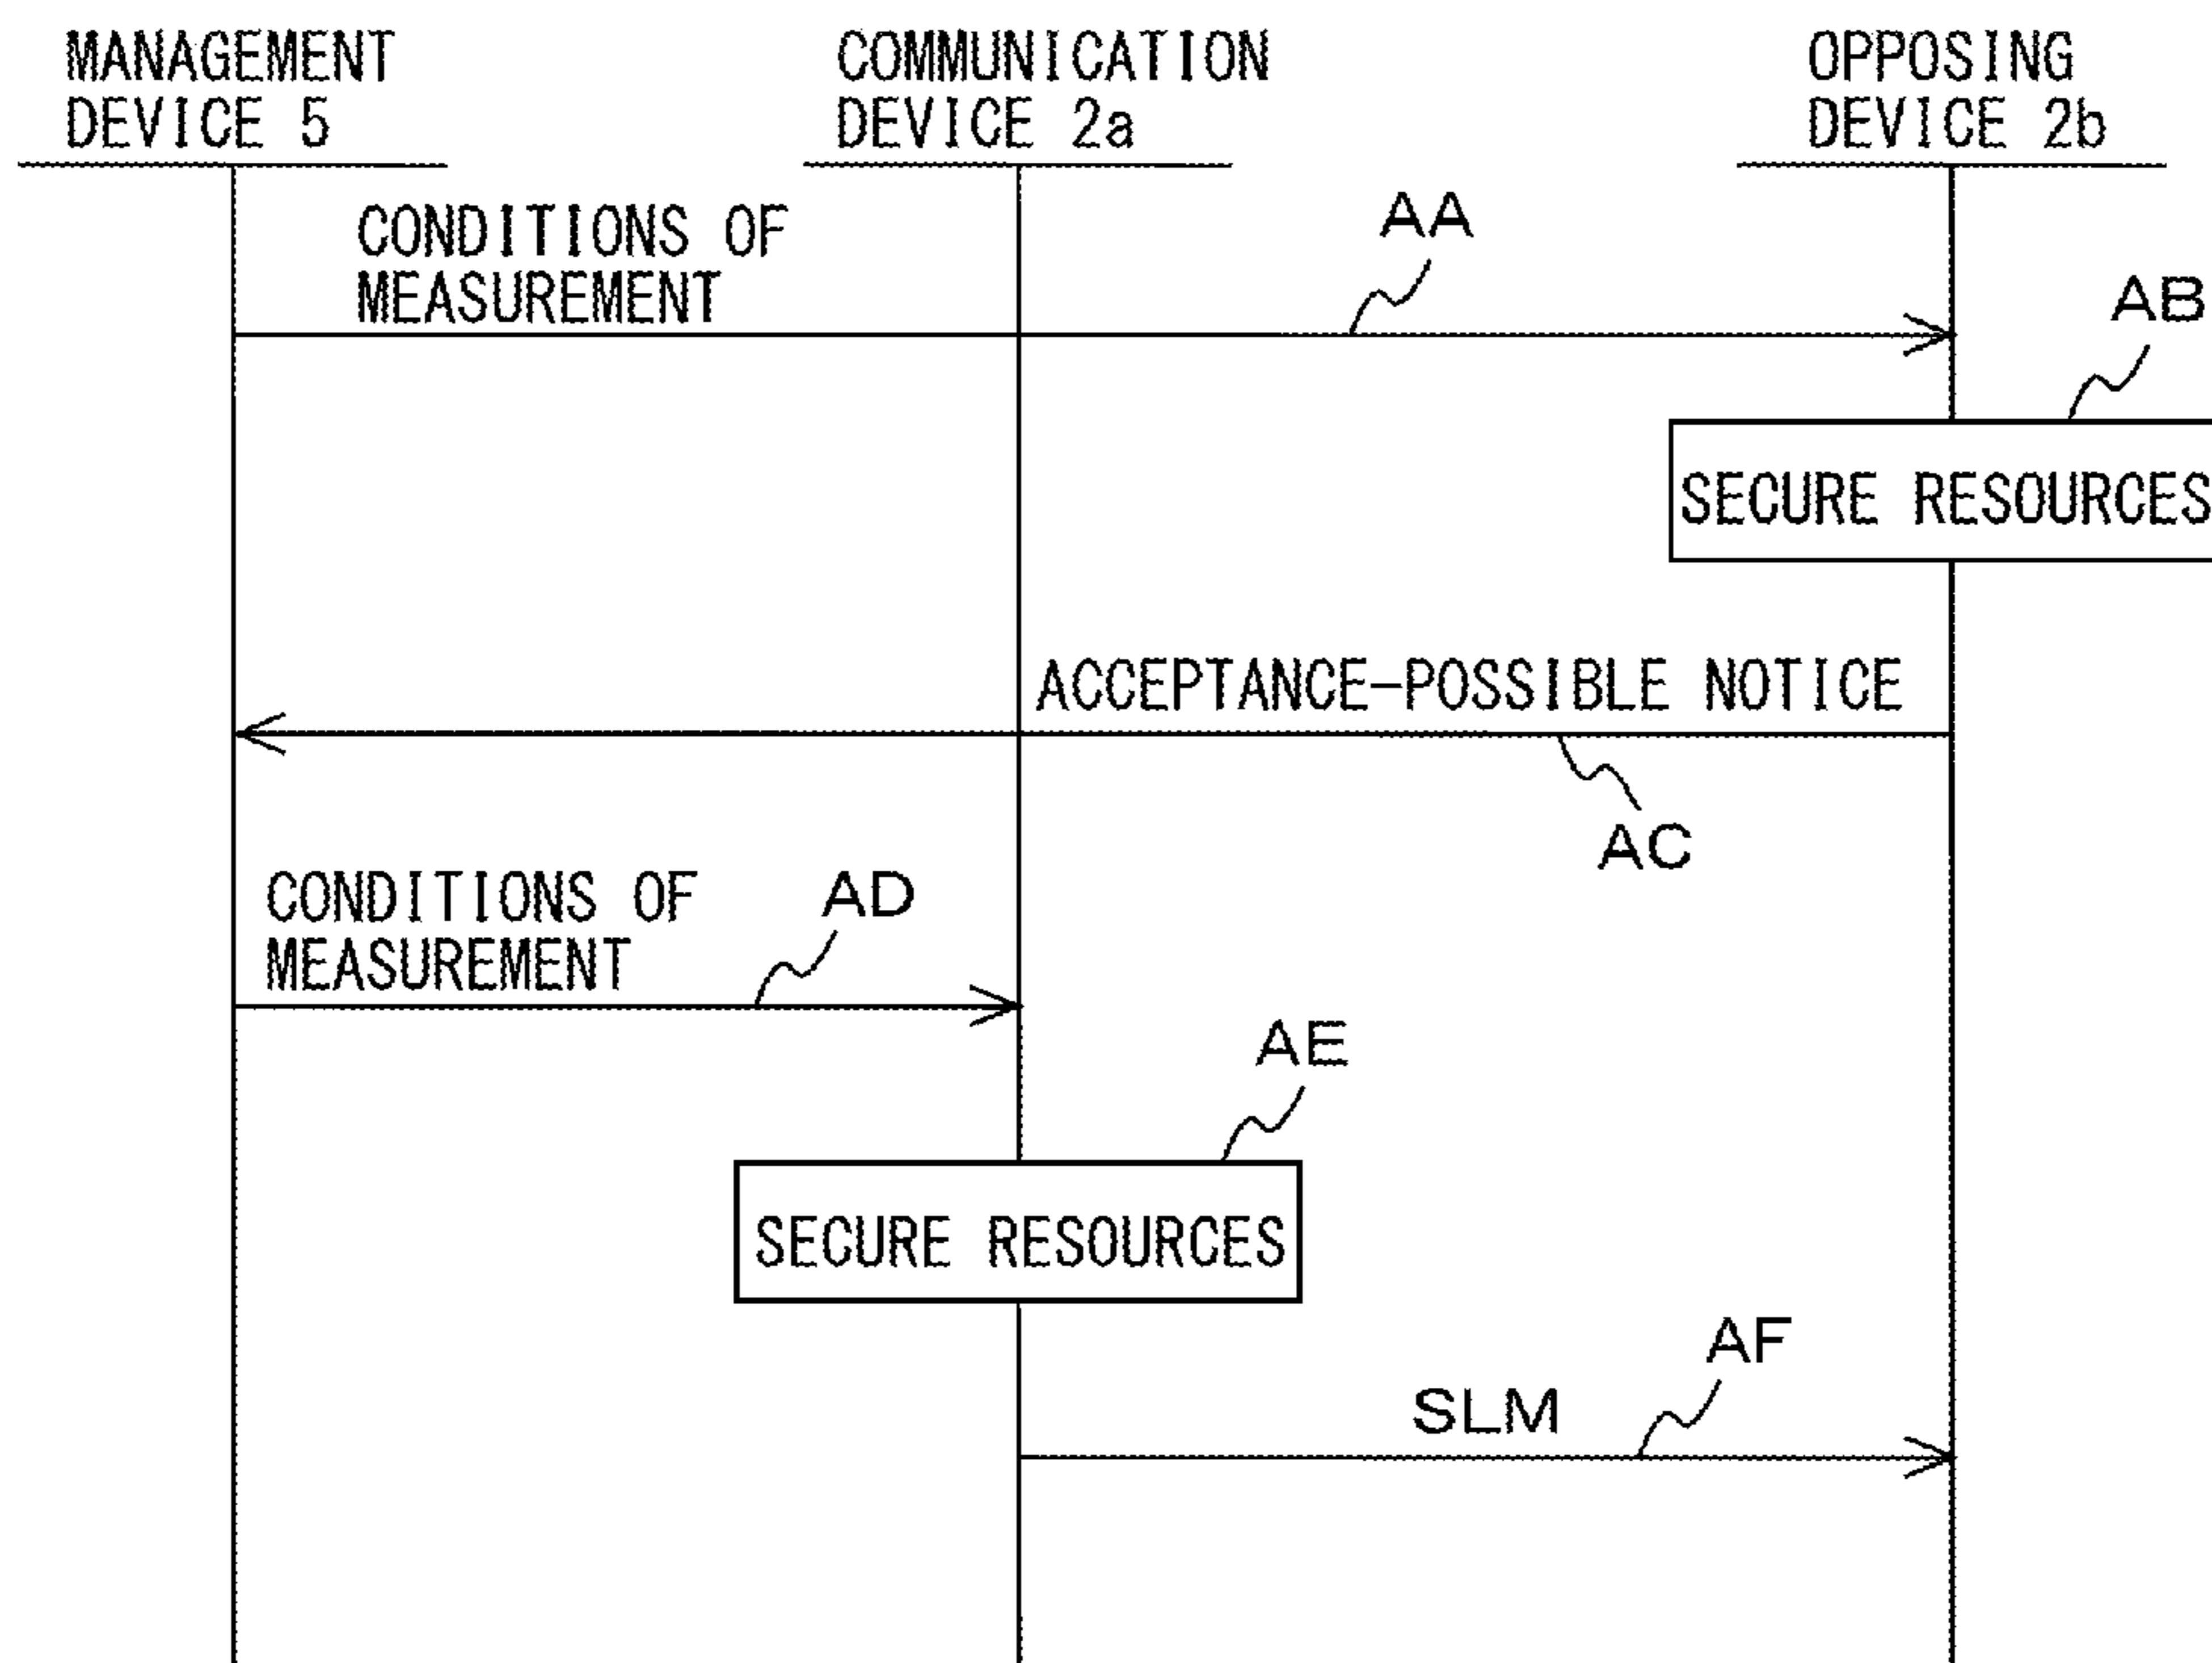 MANAGEMENT
DEVICE 5
COMMUNICATION
DEVICE 2a
OPPOSING
DEVICE 2b
CONDITIONS OF
MEASUREMENT
AA
AB
SECURE RESOURCES
ACCEPTANCE-POSSIBLE NOTICE
AC
CONDITIONS OF
MEASUREMENT
AD
AE
SECURE RESOURCES
AF
SLM